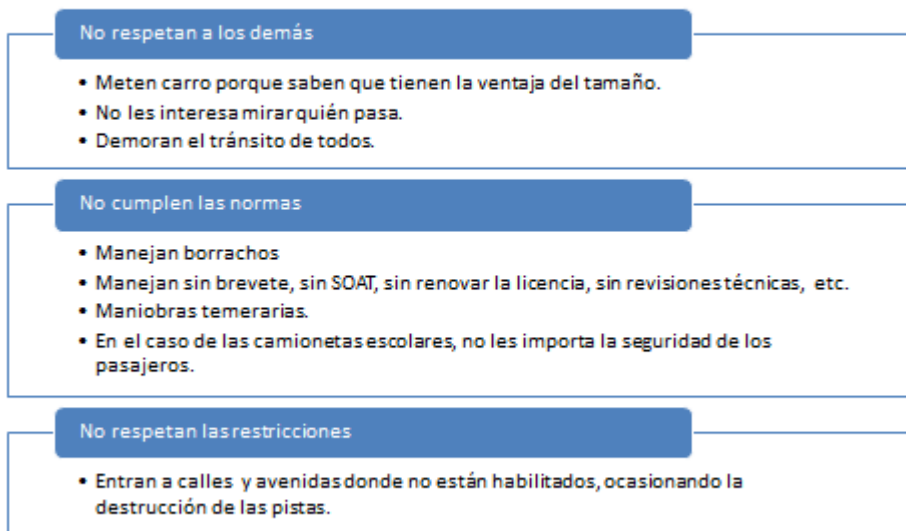 No respetan a los demás
• Meten carro porque saben que tienen la ventaja del tamaño.
• No les interesa mirar quién pasa.
• Demoran el tránsito de todos.
No cumplen las normas
• Manejan borrachos
• Manejan sin brevete, sin SOAT, sin renovar la licencia, sin revisiones técnicas, etc.
• Maniobras temerarias.
• En el caso de las camionetas escolares, no les importa la seguridad de los
pasajeros.
No respetan las restricciones
• Entran a calles y avenidas donde no están habilitados, ocasionando la
destrucción de las pistas.